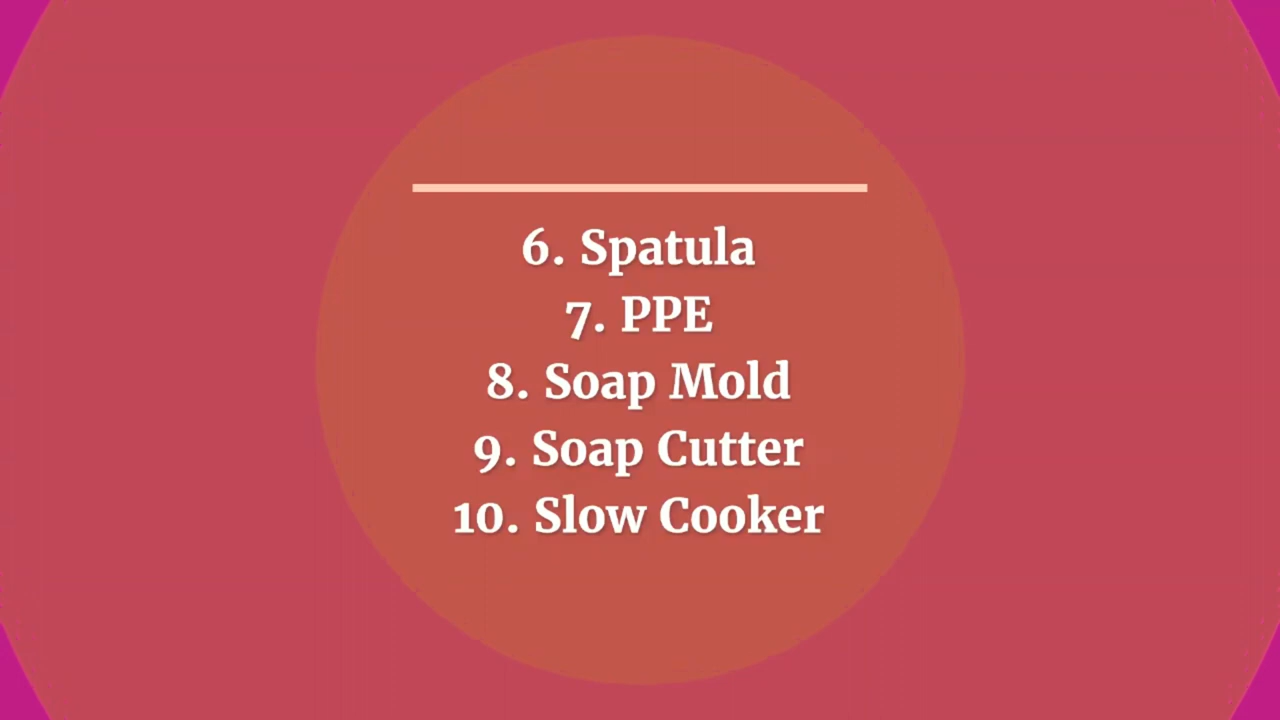 6. Spatula
7. PPE
8. Soap Mold
9. Soap Cutter
10. Slow Cooker